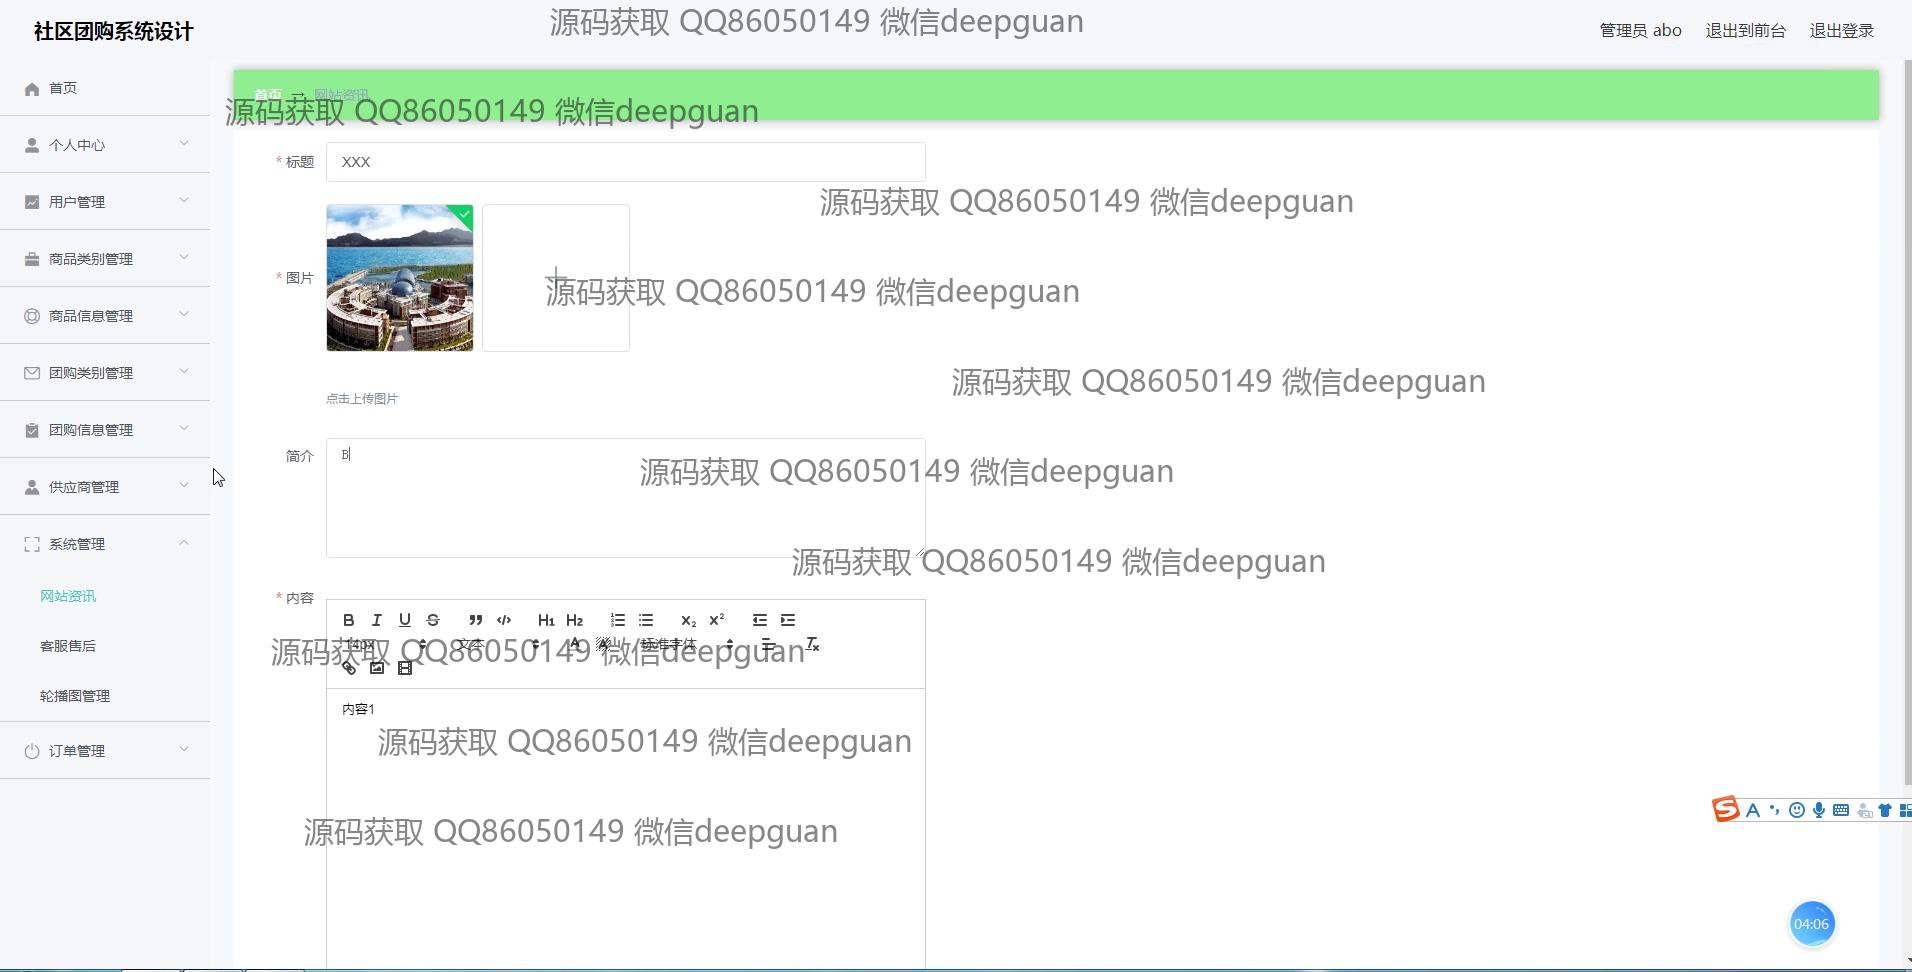 社区团购系统设计
源码获取 QQ86050149 微信deepguan
管理员 abo 退出到前台 退出登录
首页
首页 → 网站资讯
源码获取 QQ86050149 微信deepguan
个人中心
* 标题 XXX
用户管理
源码获取 QQ86050149 微信deepguan
商品类别管理
* 图片
源码获取 QQ86050149 微信deepguan
商品信息管理
团购类别管理
源码获取 QQ86050149 微信deepguan
点击上传图片
团购信息管理
简介 B
源码获取 QQ86050149 微信deepguan
供应商管理
系统管理
源码获取 QQ86050149 微信deepguan
网站资讯
* 内容
B I U S H1 H2 X2 X2
客服售后
14px 文本 A A 标准字体
源码获取 QQ86050149 微信deepguan
轮播图管理
内容1
源码获取 QQ86050149 微信deepguan
订单管理
源码获取 QQ86050149 微信deepguan
S A
04:06